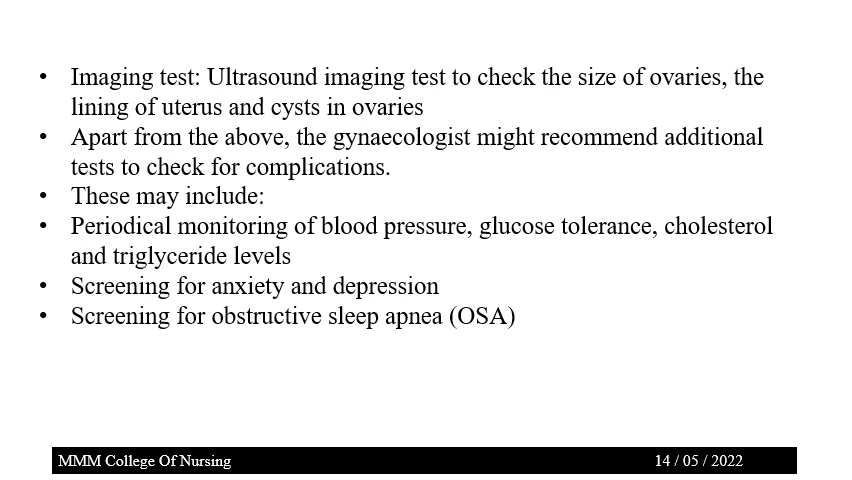 • Imaging test: Ultrasound imaging test to check the size of ovaries, the
lining of uterus and cysts in ovaries
• Apart from the above, the gynaecologist might recommend additional
tests to check for complications.
• These may include:
• Periodical monitoring of blood pressure, glucose tolerance, cholesterol
and triglyceride levels
• Screening for anxiety and depression
• Screening for obstructive sleep apnea (OSA)
MMM College Of Nursing 14 / 05 / 2022